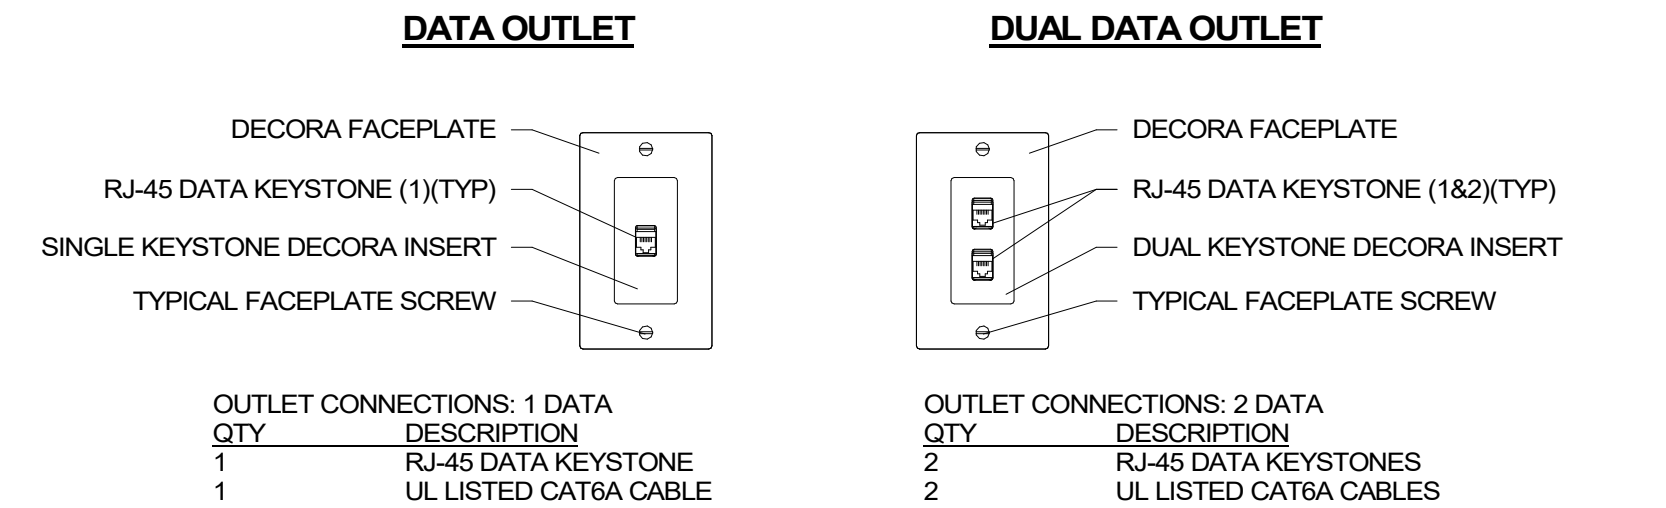 DATA OUTLET
DECORA FACEPLATE
RJ-45 DATA KEYSTONE (1)(TYP)
SINGLE KEYSTONE DECORA INSERT
TYPICAL FACEPLATE SCREW
OUTLET CONNECTIONS: 1 DATA
QTY DESCRIPTION
1 RJ-45 DATA KEYSTONE
1 UL LISTED CAT6A CABLE
DUAL DATA OUTLET
DECORA FACEPLATE
RJ-45 DATA KEYSTONE (1&2)(TYP)
DUAL KEYSTONE DECORA INSERT
TYPICAL FACEPLATE SCREW
OUTLET CONNECTIONS: 2 DATA
QTY DESCRIPTION
2 RJ-45 DATA KEYSTONES
2 UL LISTED CAT6A CABLES